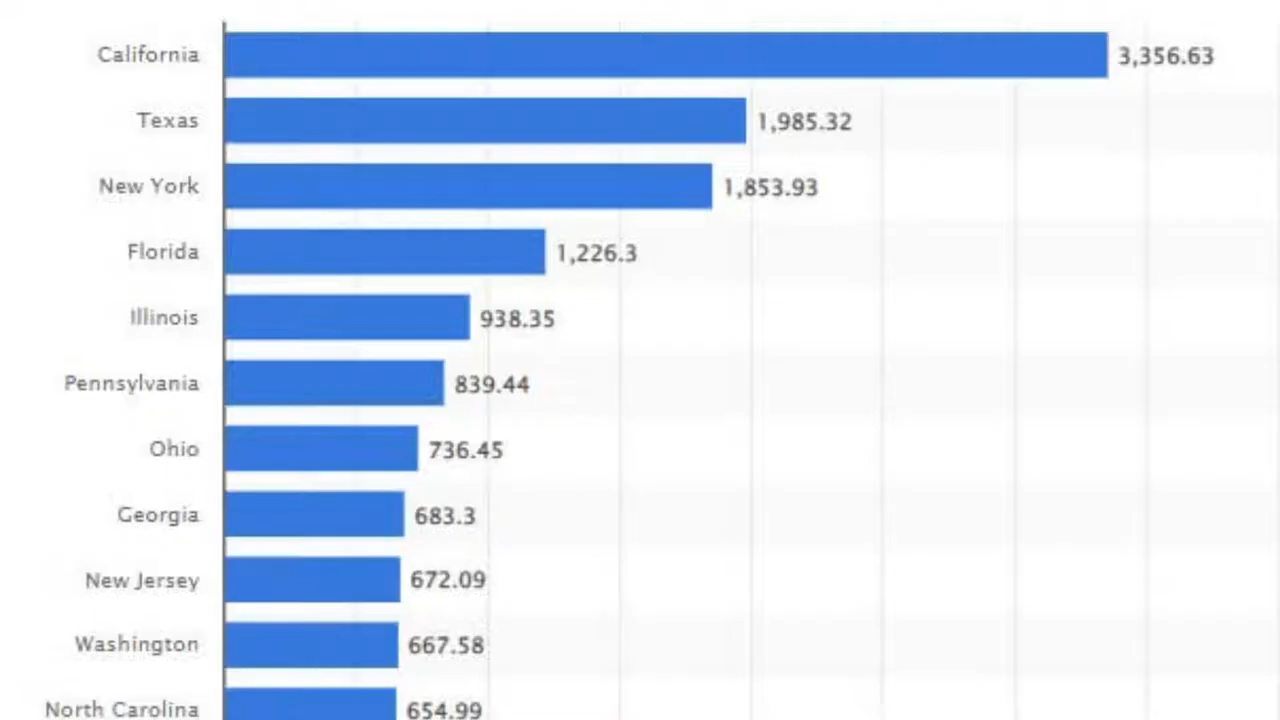 California 3,356.63
Texas 1,985.32
New York 1,853.93
Florida 1,226.3
Illinois 938.35
Pennsylvania 839.44
Ohio 736.45
Georgia 683.3
New Jersey 672.09
Washington 667.58
North Carolina 654.99